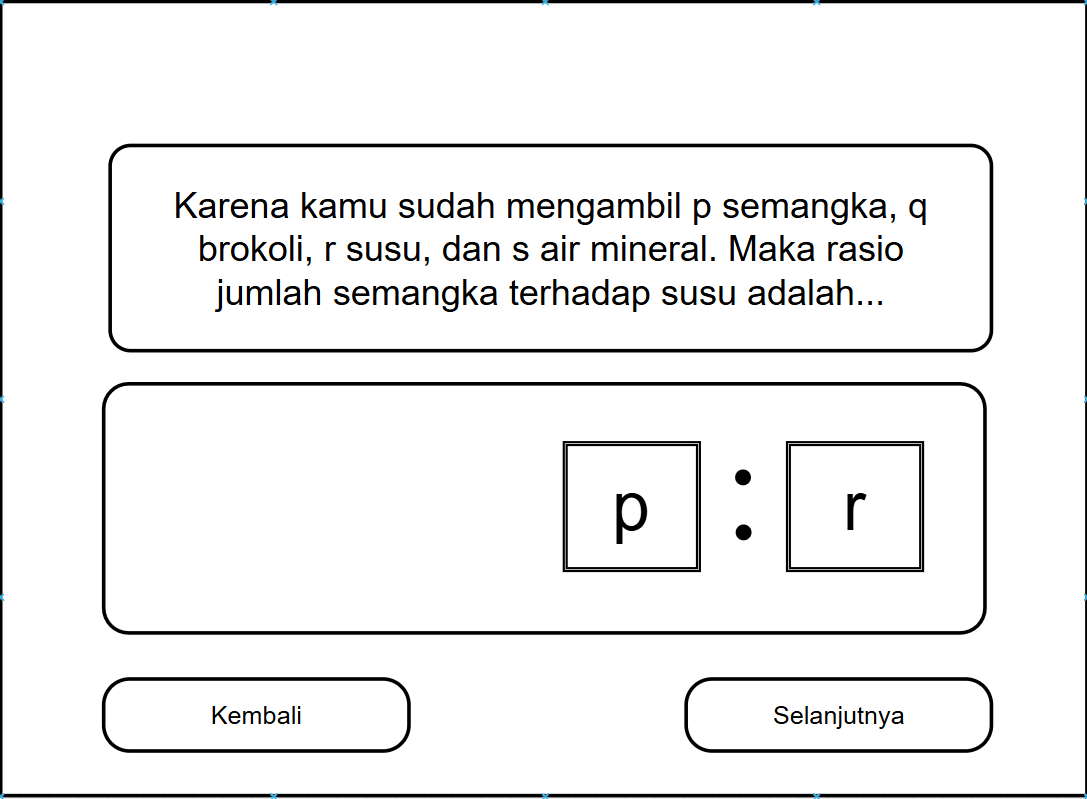 Karena kamu sudah mengambil p semangka, q
brokoli, r susu, dan s air mineral. Maka rasio
jumlah semangka terhadap susu adalah...
p : r
Kembali
Selanjutnya